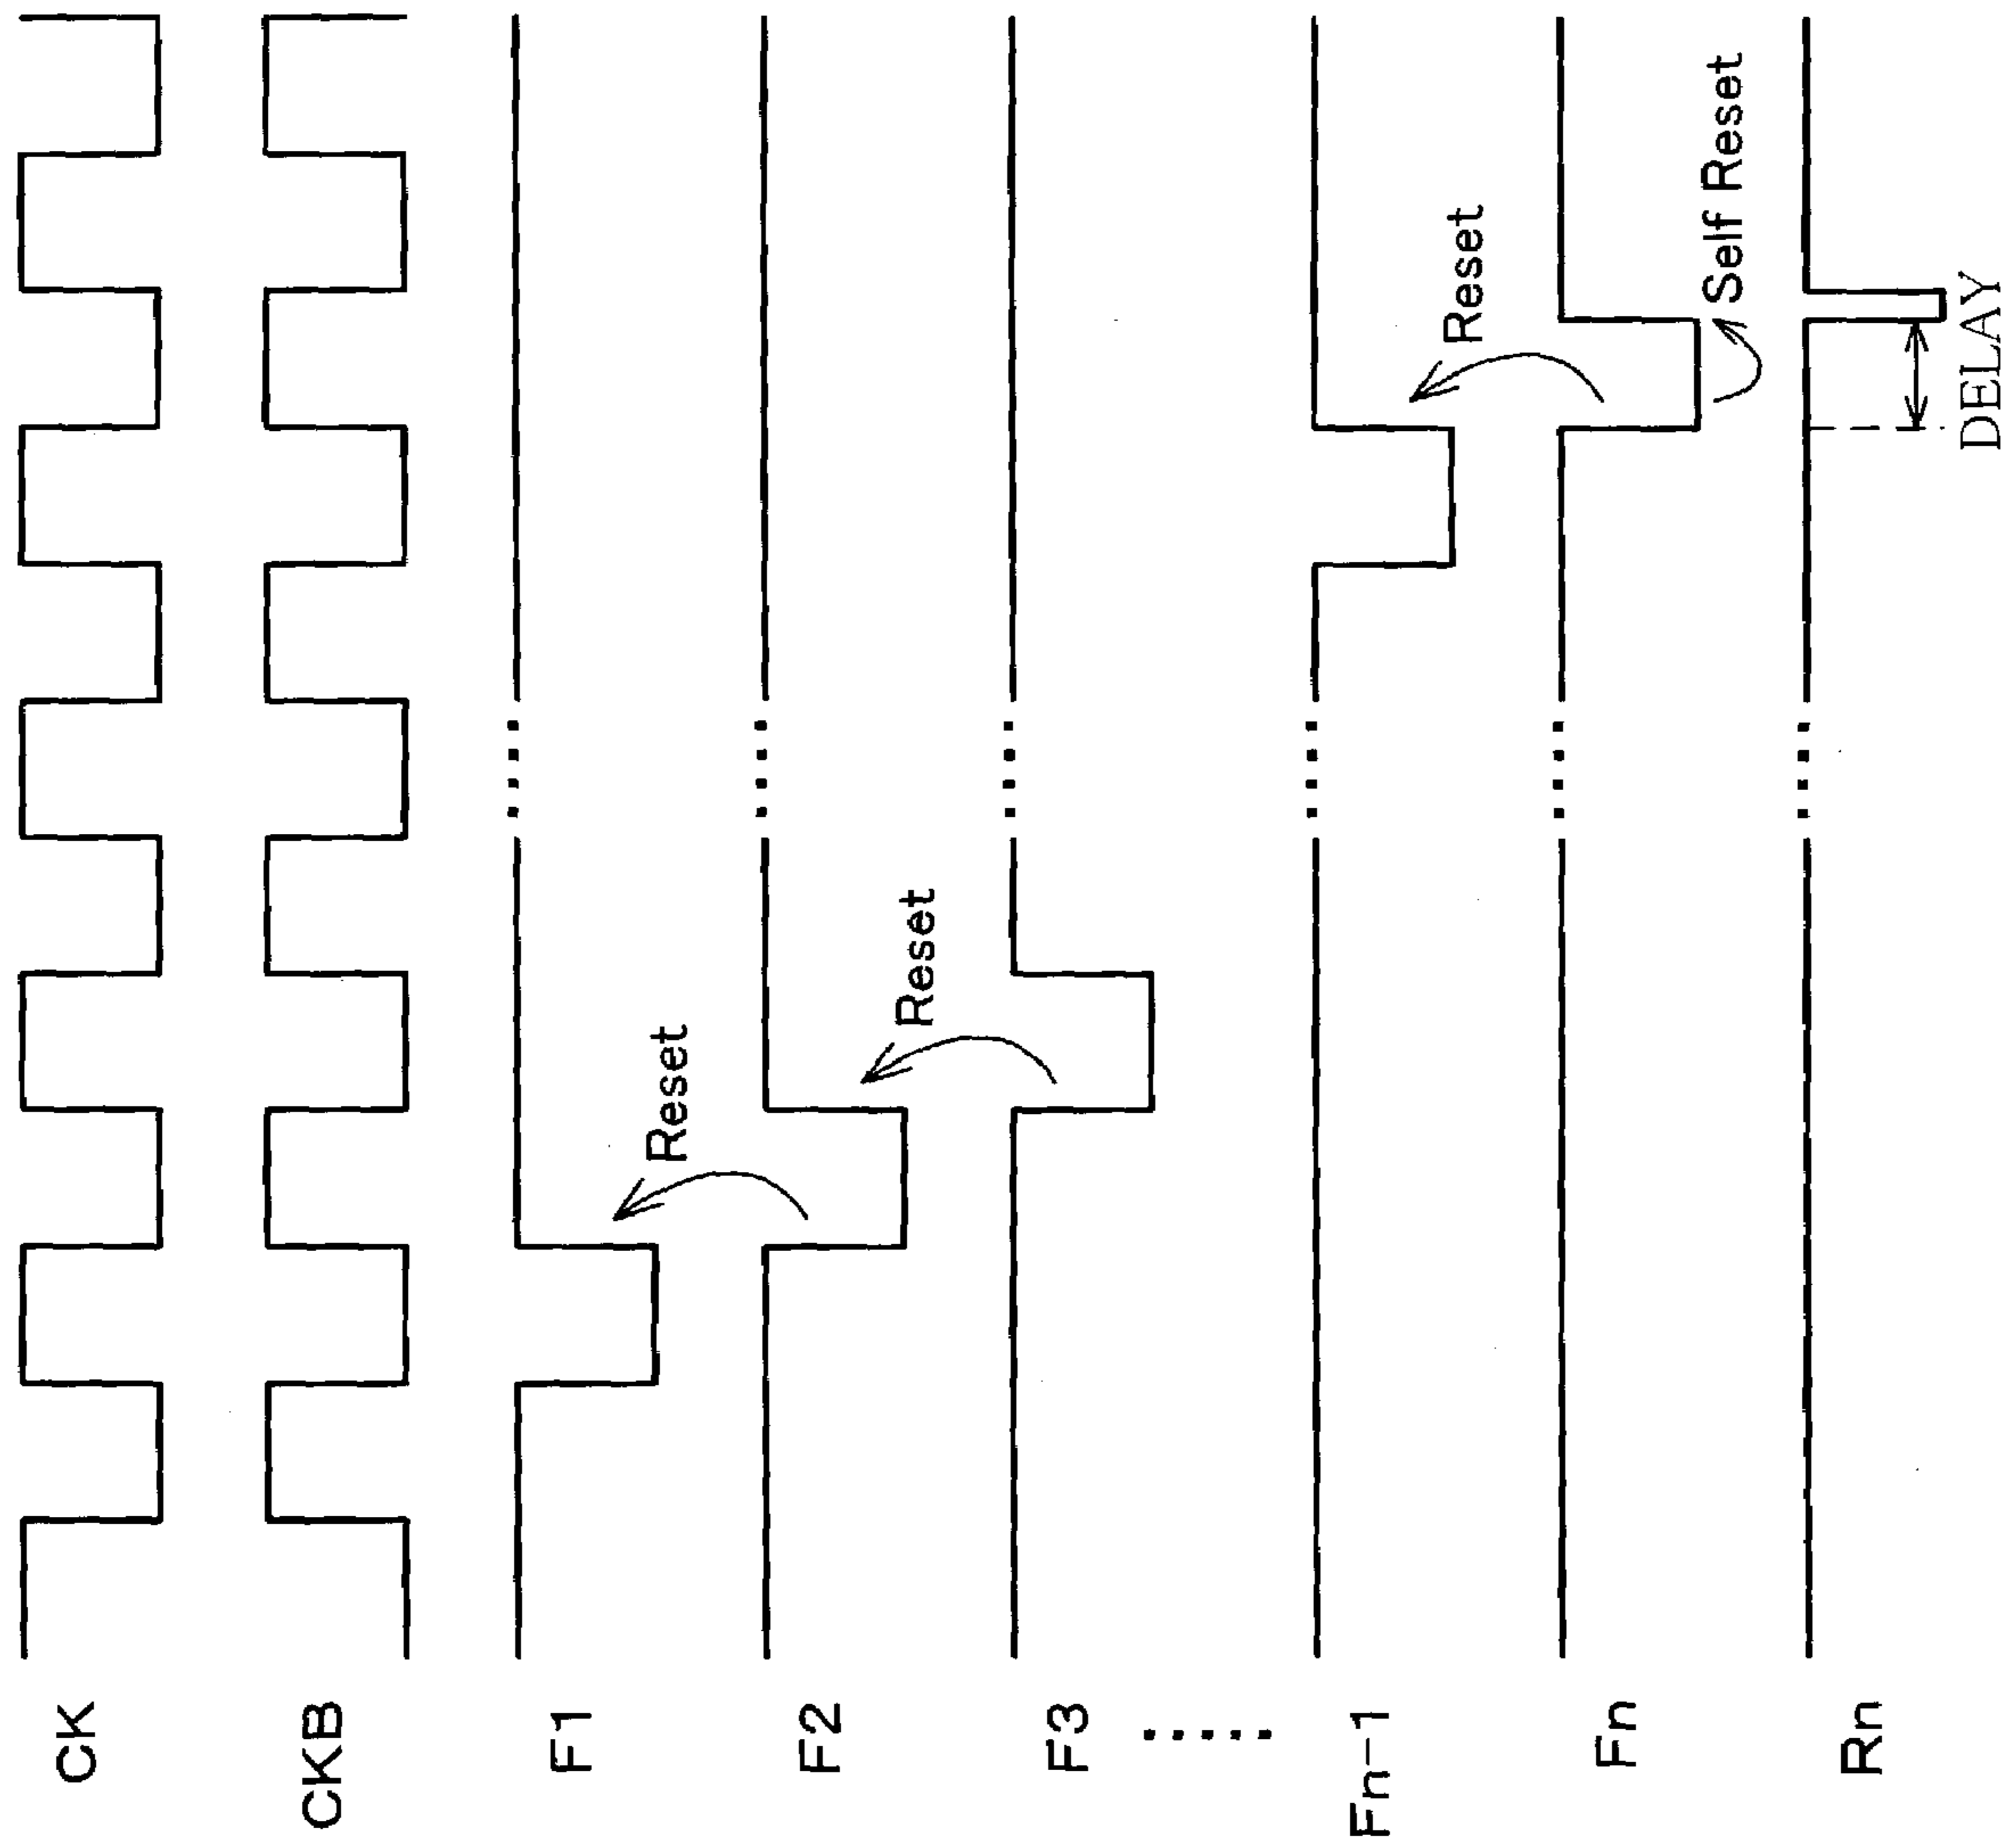 CK
CKB
F1
Reset
F2
Reset
F3
.....
Fn-1
Reset
Fn
Self Reset
Rn
DELAY